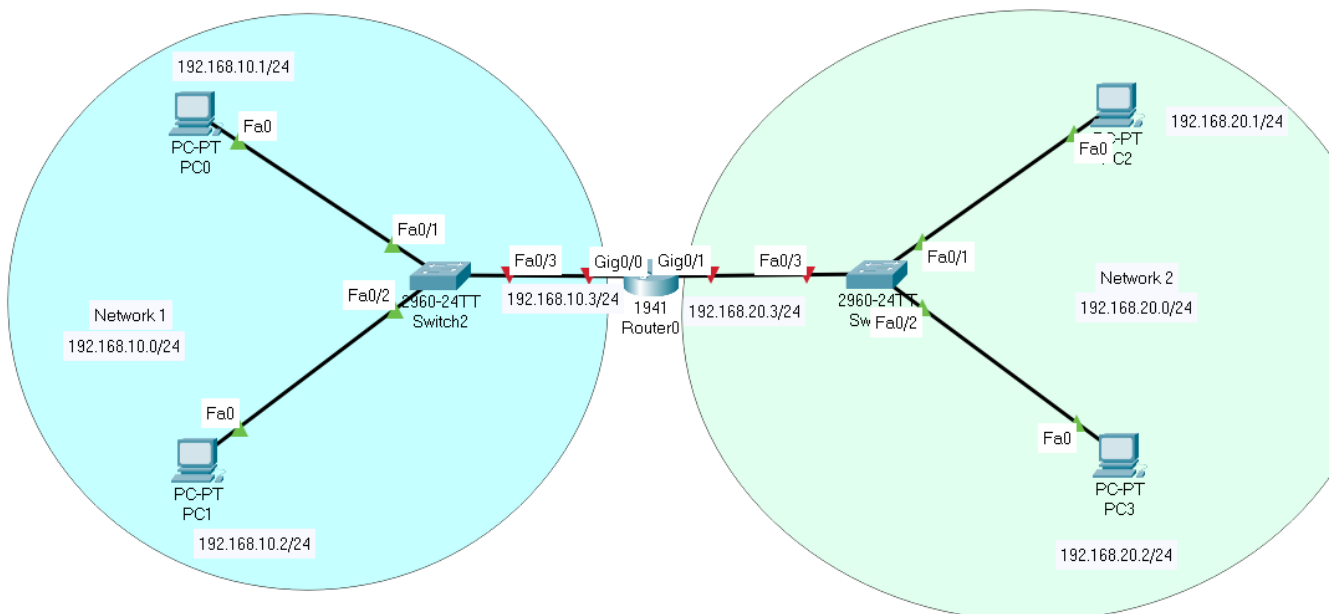 192.168.10.1/24
Fa0
PC-PT
PC0
Fa0/1
Fa0/2
Network 1
192.168.10.0/24
2960-24TT
Switch2
Fa0/3
Gig0/0
192.168.10.3/24
Fa0
PC-PT
PC1
192.168.10.2/24
1941
Router0
Gig0/1
Fa0/3
192.168.20.3/24
2960-24TT
Fa0/1
Fa0/2
192.168.20.1/24
Fa0
PC2
Network 2
192.168.20.0/24
Fa0
PC-PT
PC3
192.168.20.2/24